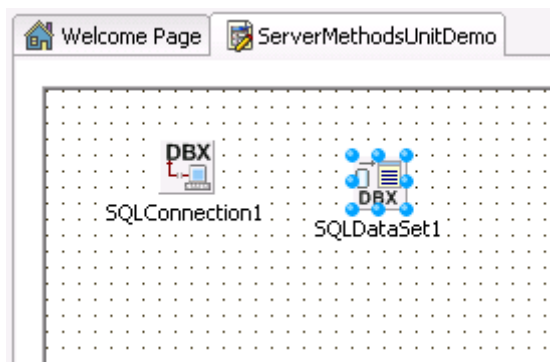 Welcome Page ServerMethodsUnitDemo
DBX
SQLConnection1
DBX
SQLDataSet1